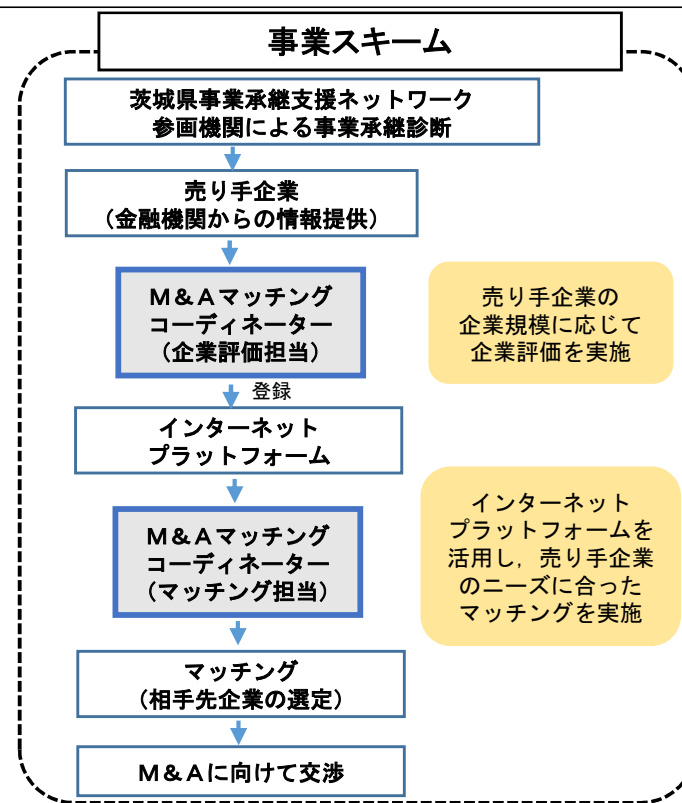 事業スキーム
茨城県事業承継支援ネットワーク
参画機関による事業承継診断
売り手企業
（金融機関からの情報提供）
Ｍ＆Ａマッチング
コーディネーター
（企業評価担当）
売り手企業の
企業規模に応じて
企業評価を実施
登録
インターネット
プラットフォーム
Ｍ＆Ａマッチング
コーディネーター
（マッチング担当）
インターネット
プラットフォームを
活用し，売り手企業
のニーズに合った
マッチングを実施
マッチング
（相手先企業の選定）
Ｍ＆Ａに向けて交渉